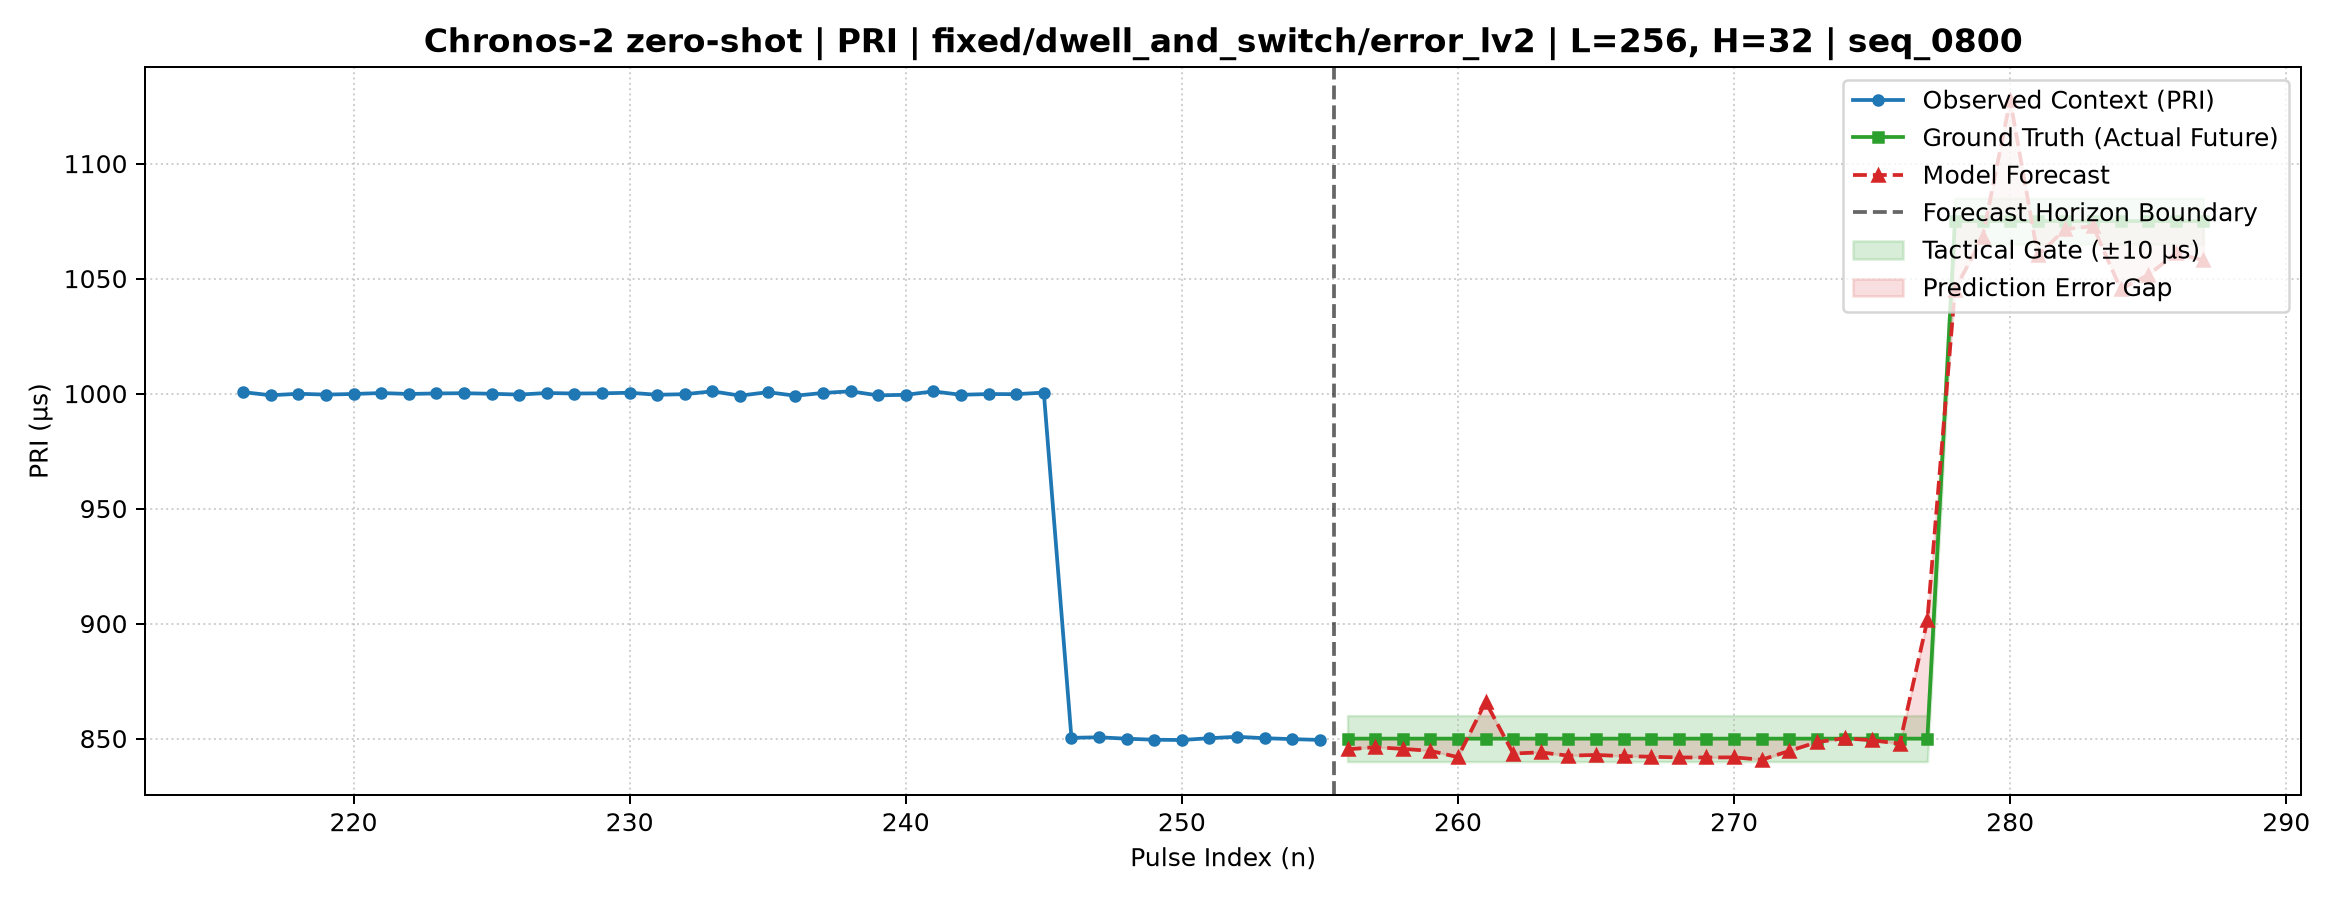 Chronos-2 zero-shot | PRI | fixed/dwell_and_switch/error_lv2 | L=256, H=32 | seq_0800
Observed Context (PRI)
Ground Truth (Actual Future)
Model Forecast
Forecast Horizon Boundary
Tactical Gate (±10 µs)
Prediction Error Gap
PRI (µs)
1100
1050
1000
950
900
850
220
230
240
250
260
270
280
290
Pulse Index (n)